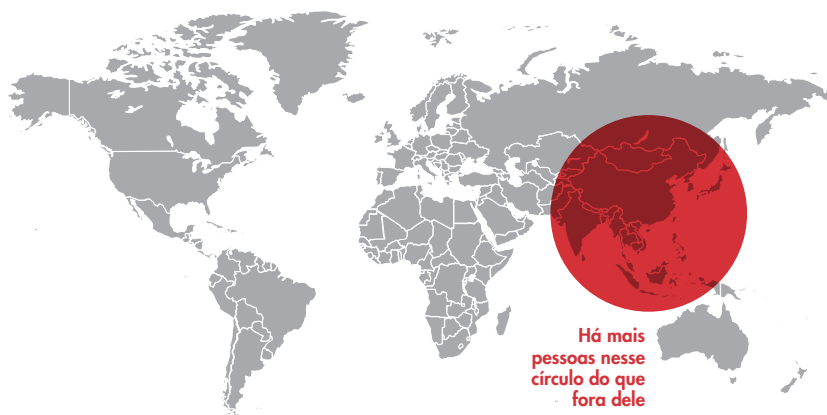 Há mais
pessoas nesse
círculo do que
fora dele